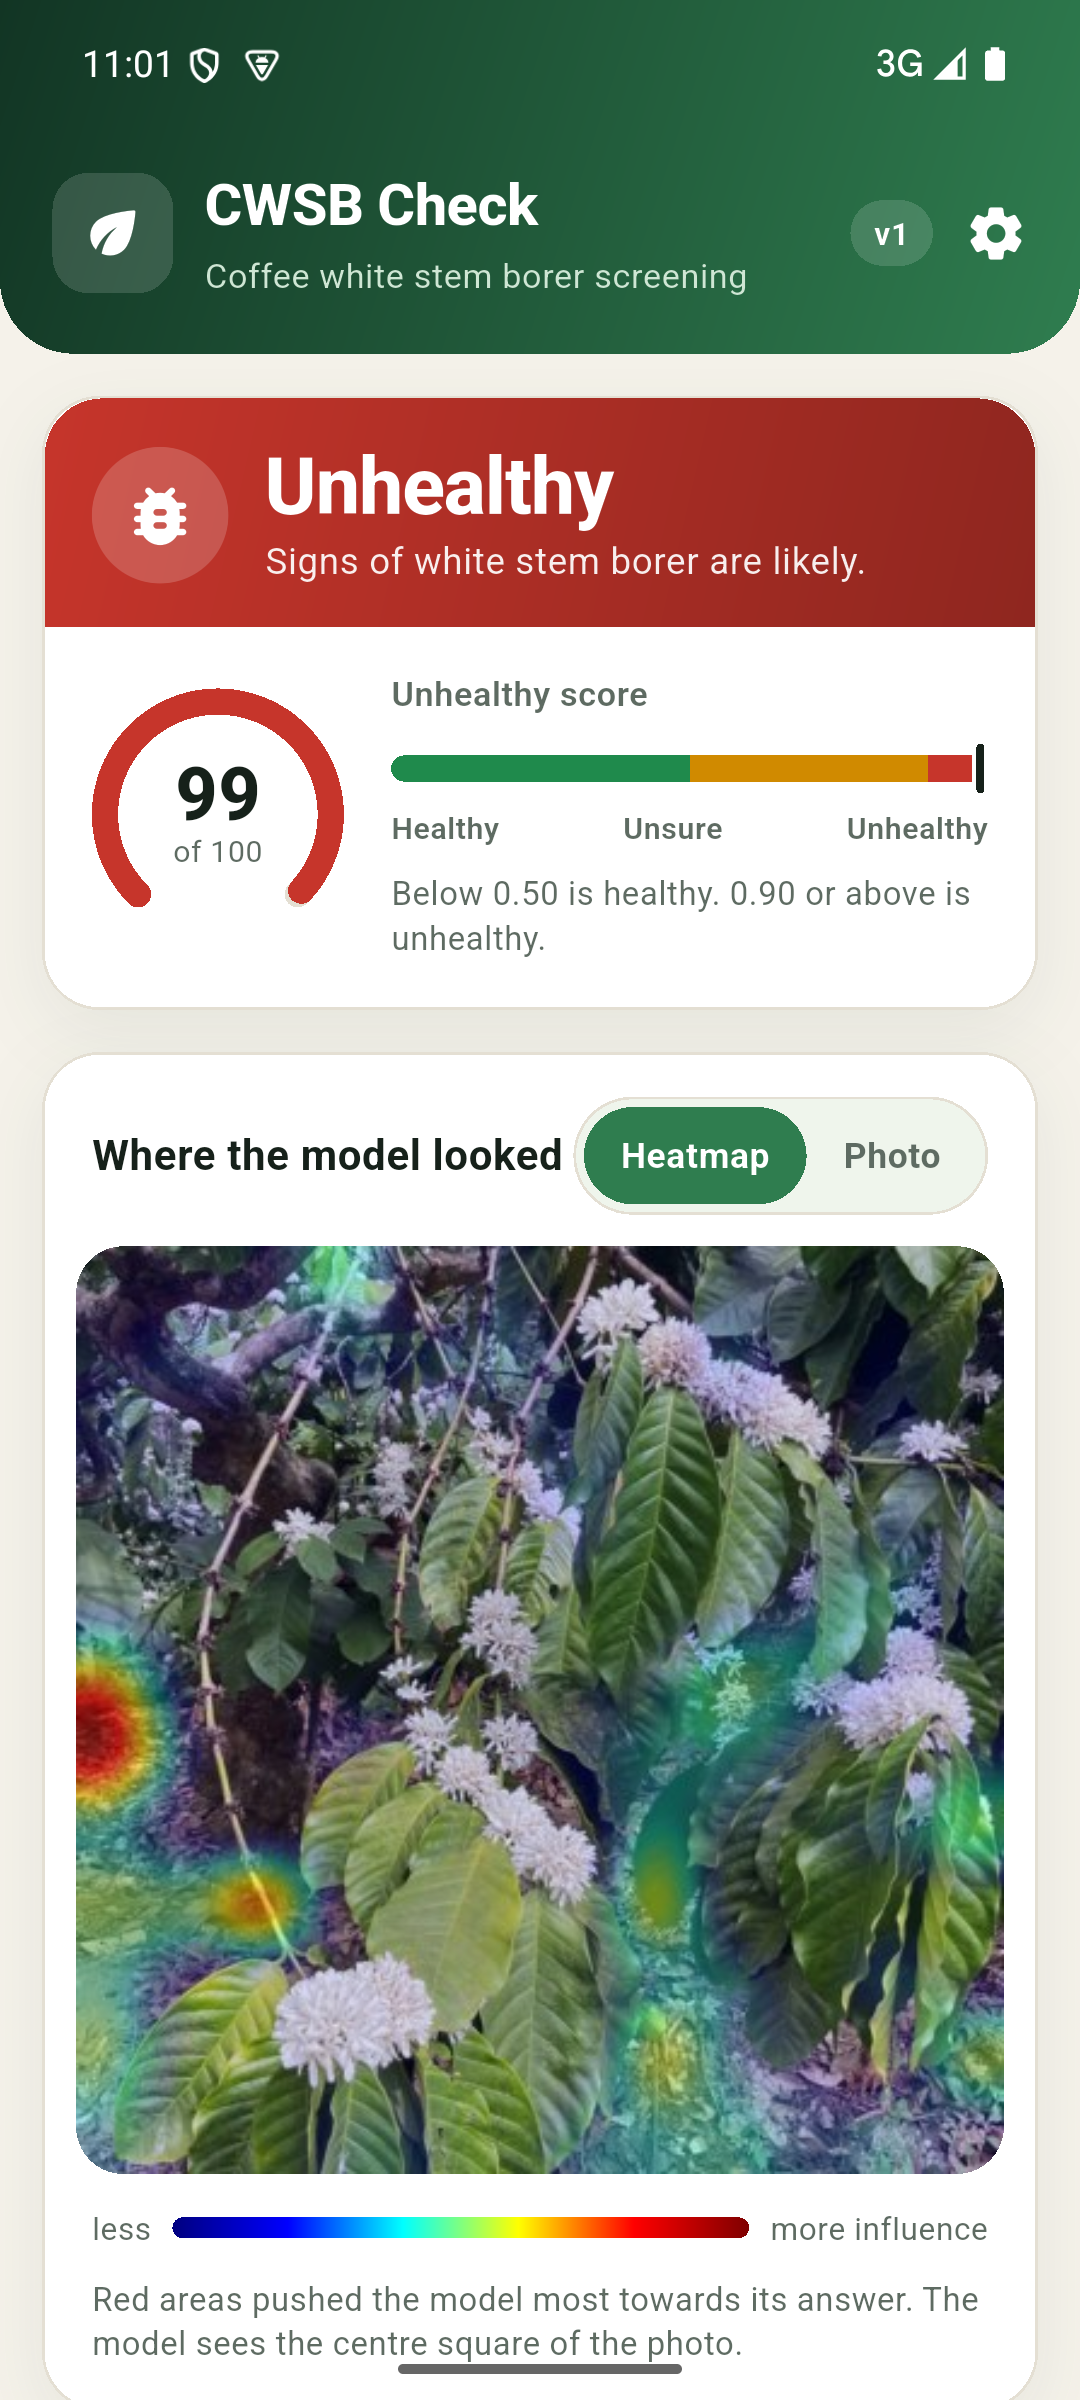 11:01
3G
CWSB Check
Coffee white stem borer screening
v1
Unhealthy
Signs of white stem borer are likely.
99
of 100
Unhealthy score
Healthy Unsure Unhealthy
Below 0.50 is healthy. 0.90 or above is
unhealthy.
Where the model looked
Heatmap Photo
less more influence
Red areas pushed the model most towards its answer. The
model sees the centre square of the photo.